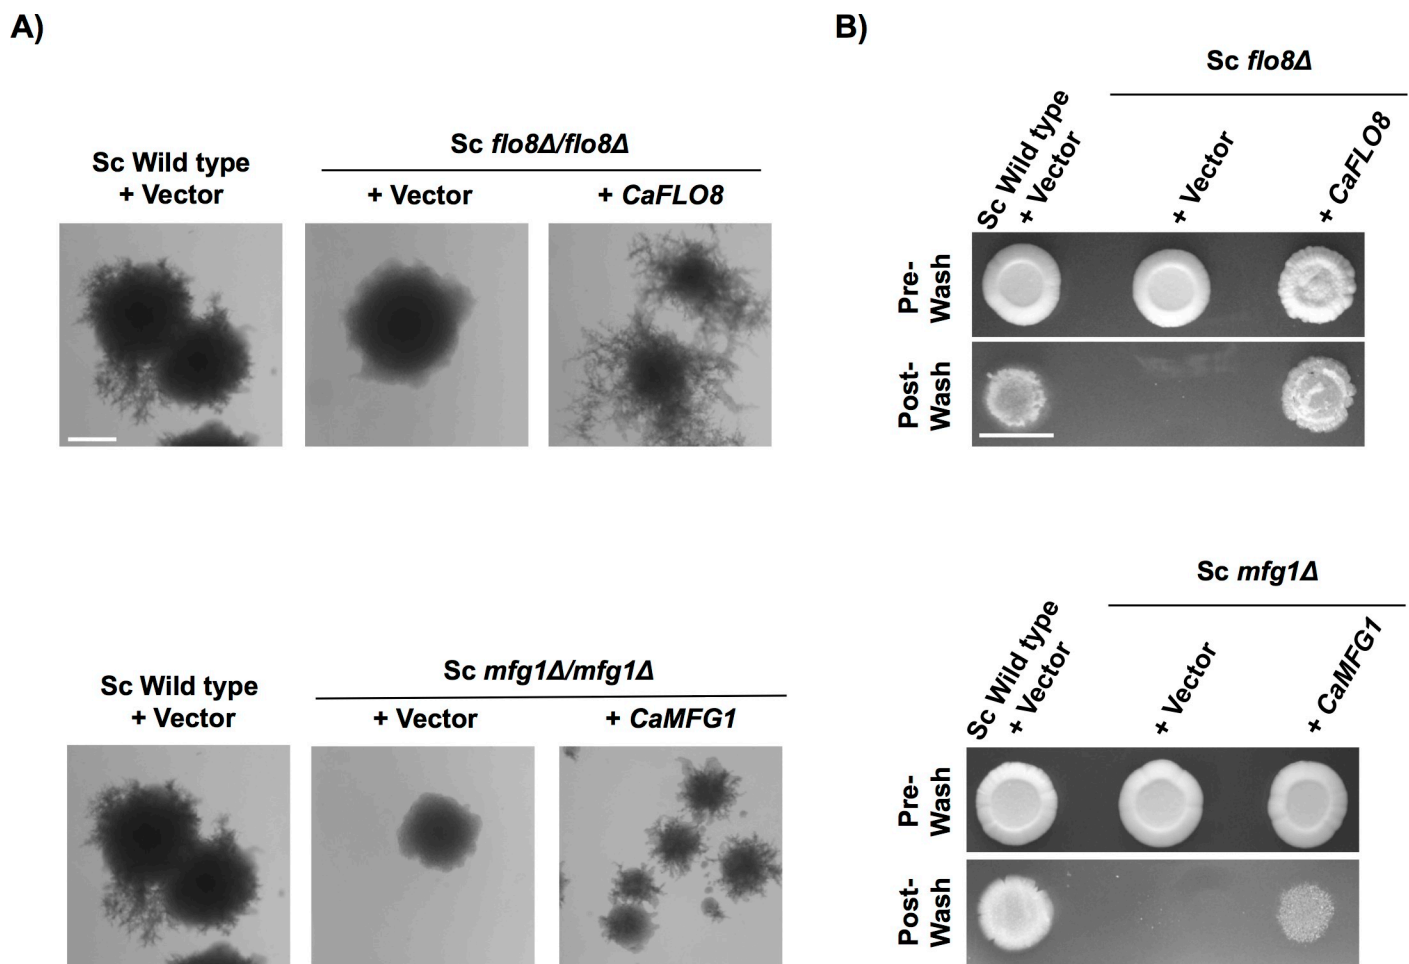 A)
Sc Wild type
+ Vector
Sc flo8Δ/flo8Δ
+ Vector
+ CaFLO8
Sc Wild type
+ Vector
Sc mfg1Δ/mfg1Δ
+ Vector
+ CaMFG1
B)
Sc flo8Δ
Sc Wild type
+ Vector
+ Vector
+ CaFLO8
Pre-
Wash
Post-
Wash
Sc mfg1Δ
Sc Wild type
+ Vector
+ Vector
+ CaMFG1
Pre-
Wash
Post-
Wash